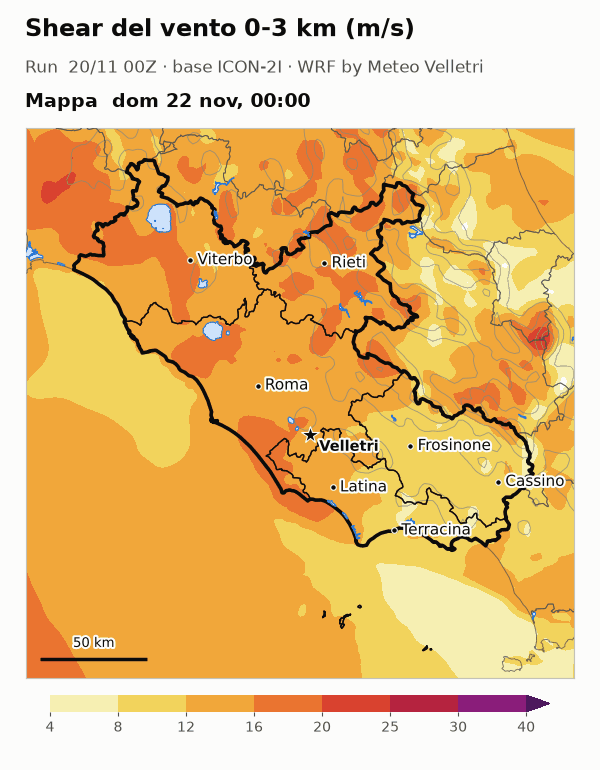 Shear del vento 0-3 km (m/s)
Run  20/11 00Z · base ICON-2I · WRF by Meteo Velletri
Mappa  dom 22 nov, 00:00
Viterbo
Rieti
Roma
Velletri
Frosinone
Latina
Cassino
Terracina
50 km
4 8 12 16 20 25 30 40